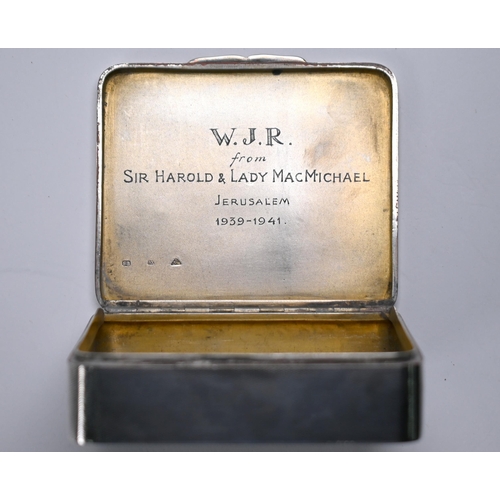 W.J.R.
from
SIR HAROLD & LADY MACMICHAEL
JERUSALEM
1939-1941.